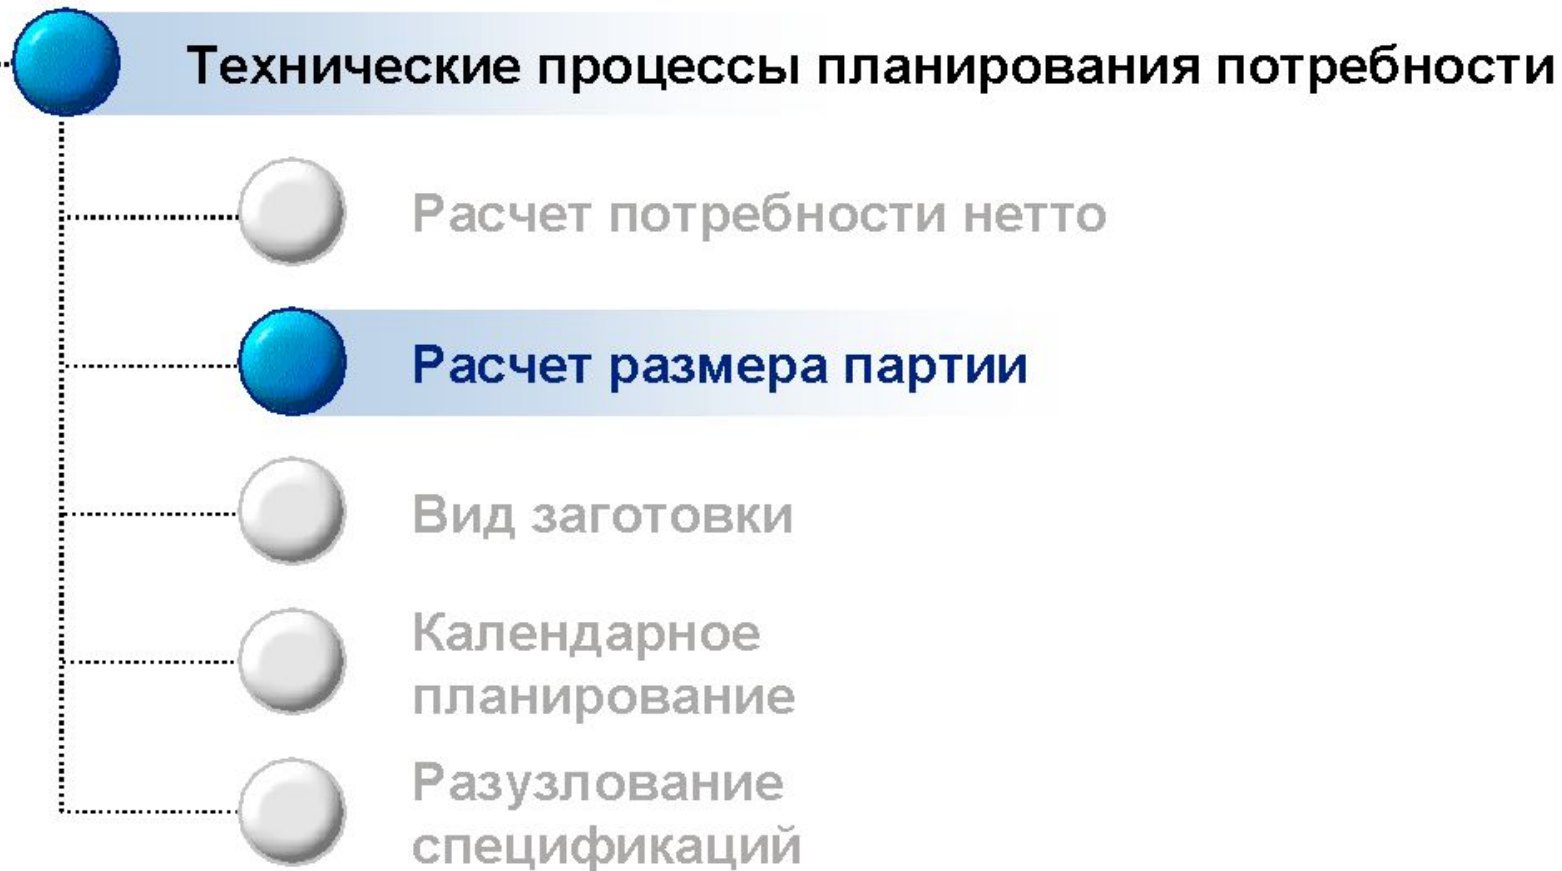 Технические процессы планирования потребности
Расчет потребности нетто
Расчет размера партии
Вид заготовки
Календарное
планирование
Разузлование
спецификаций